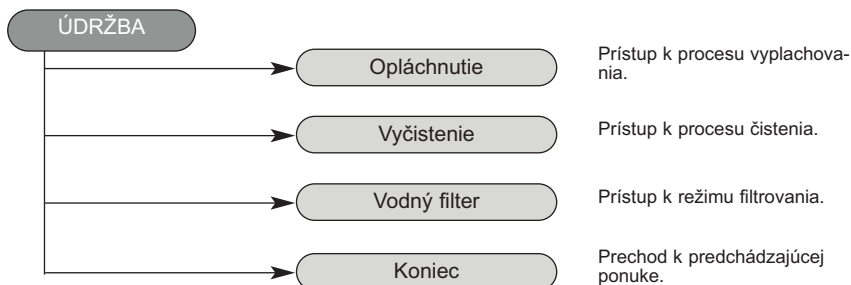 ÚDRŽBA
Opláchnutie
Prístup k procesu vyplachova-
nia.
Vyčistenie
Prístup k procesu čistenia.
Vodný filter
Prístup k režimu filtrovania.
Koniec
Prechod k predchádzajúcej
ponuke.